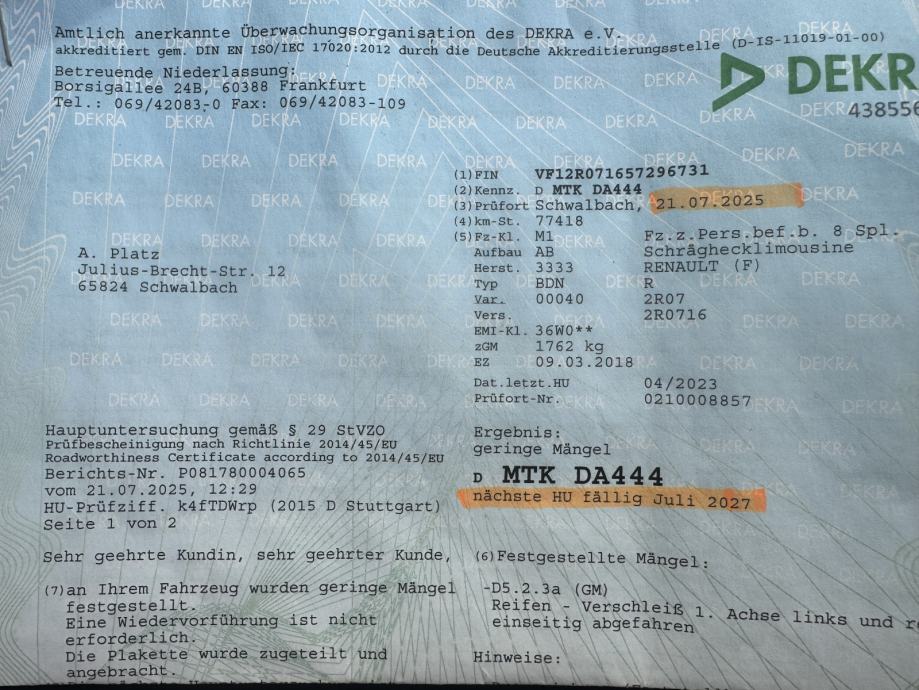 Amtlich anerkannte Überwachungsorganisation des DEKRA e.V.
akkreditiert gem. DIN EN ISO/IEC 17020:2012 durch die Deutsche Akkreditierungsstelle (D-IS-11019-01-00)
Betreuende Niederlassung:
Borsigallee 24B, 60388 Frankfurt
Tel.: 069/42083-0 Fax: 069/42083-109
DEKR
43855
(1)FIN VF12R071657296731
(2)Kennz. D MTK DA444
(3)Prüfort Schwalbach, 21.07.2025
(4)km-St. 77418
(5)Fz-Kl. M1 Fz.z.Pers.bef.b. 8 Spl.
Aufbau AB Schräghecklimousine
Herst. 3333 RENAULT (F)
Typ BDN R
Var. 00040 2R07
Vers. 2R0716
EMI-Kl. 36W0**
zGM 1762 kg
EZ 09.03.2018
Dat.letzt.HU 04/2023
Prüfort-Nr. 0210008857
A. Platz
Julius-Brecht-Str. 12
65824 Schwalbach
Hauptuntersuchung gemäß § 29 StVZO
Prüfbescheinigung nach Richtlinie 2014/45/EU
Roadworthiness Certificate according to 2014/45/EU
Berichts-Nr. P081780004065
vom 21.07.2025, 12:29
HU-Prüfziff. k4fTDWrp (2015 D Stuttgart)
Seite 1 von 2
Ergebnis:
geringe Mängel
D MTK DA444
nächste HU fällig Juli 2027
Sehr geehrte Kundin, sehr geehrter Kunde,
(7)an Ihrem Fahrzeug wurden geringe Mängel
festgestellt.
Eine Wiedervorführung ist nicht
erforderlich.
Die Plakette wurde zugeteilt und
angebracht.
(6)Festgestellte Mängel:
-D5.2.3a (GM)
Reifen - Verschleiß 1. Achse links und
einseitig abgefahren
Hinweise: